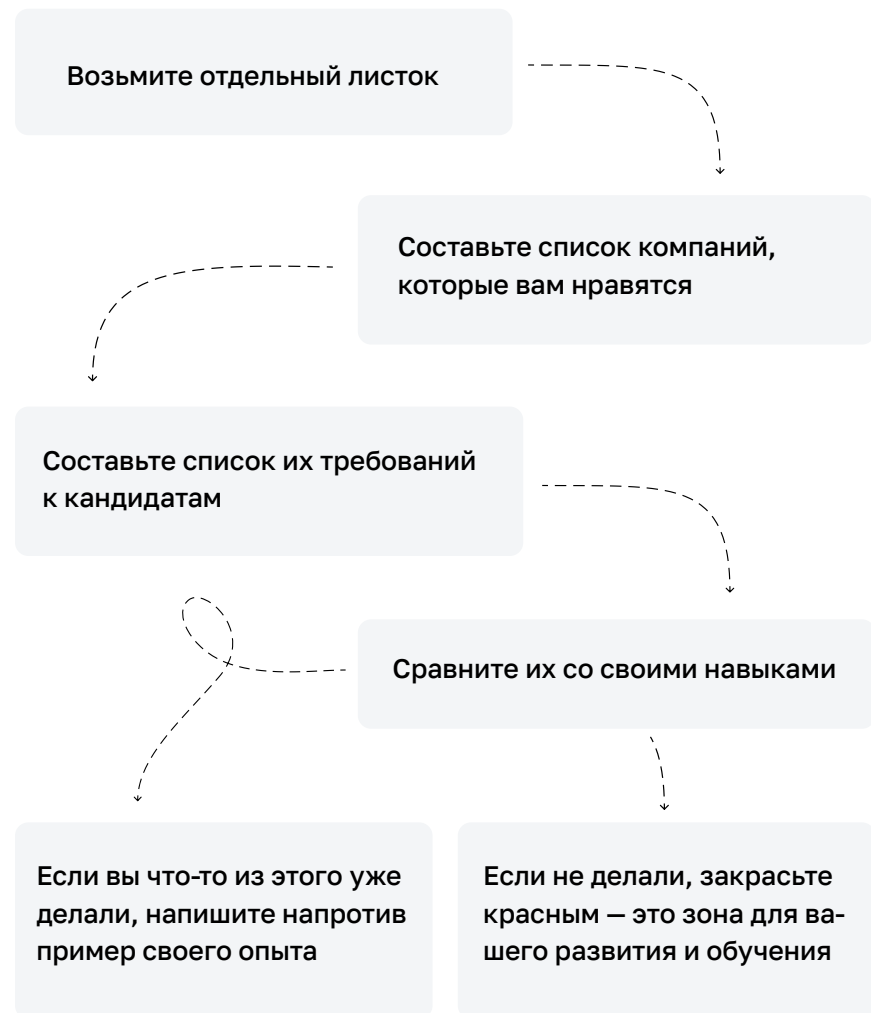 Возьмите отдельный листок
Составьте список компаний,
которые вам нравятся
Составьте список их требований
к кандидатам
Сравните их со своими навыками
Если вы что-то из этого уже
делали, напишите напротив
пример своего опыта
Если не делали, закрасьте
красным — это зона для ва-
шего развития и обучения